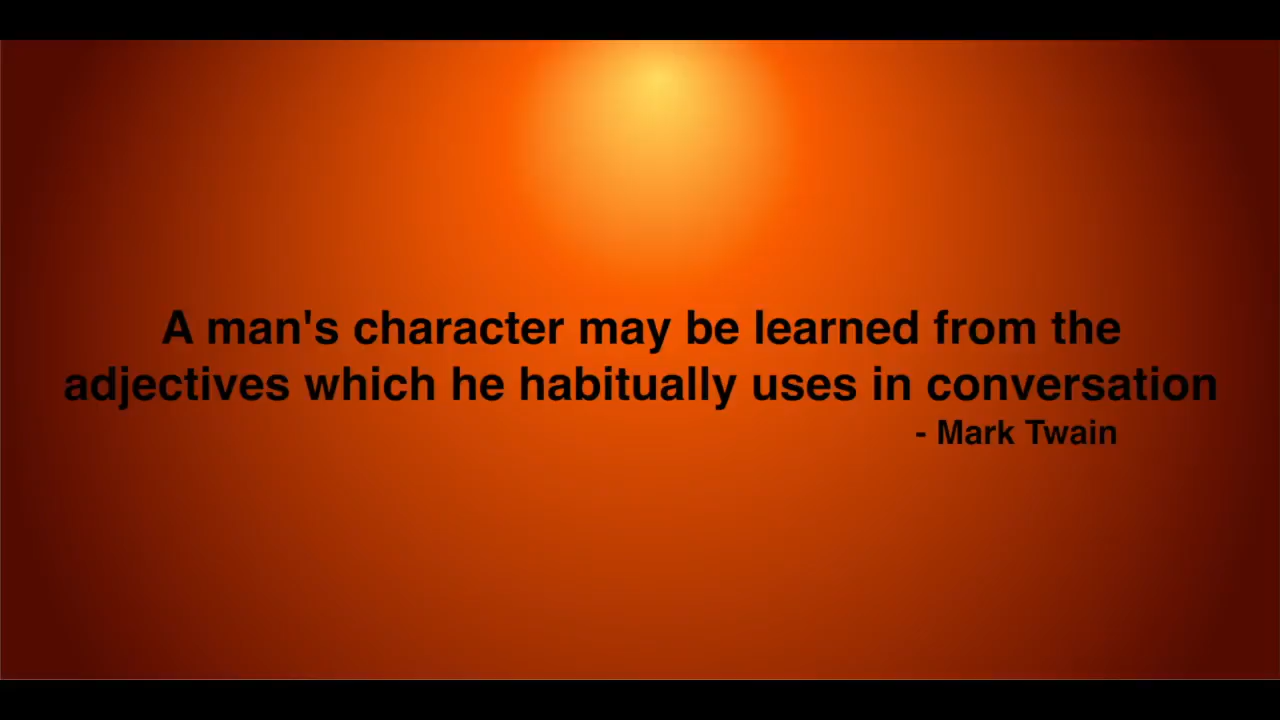 A man's character may be learned from the
adjectives which he habitually uses in conversation
- Mark Twain